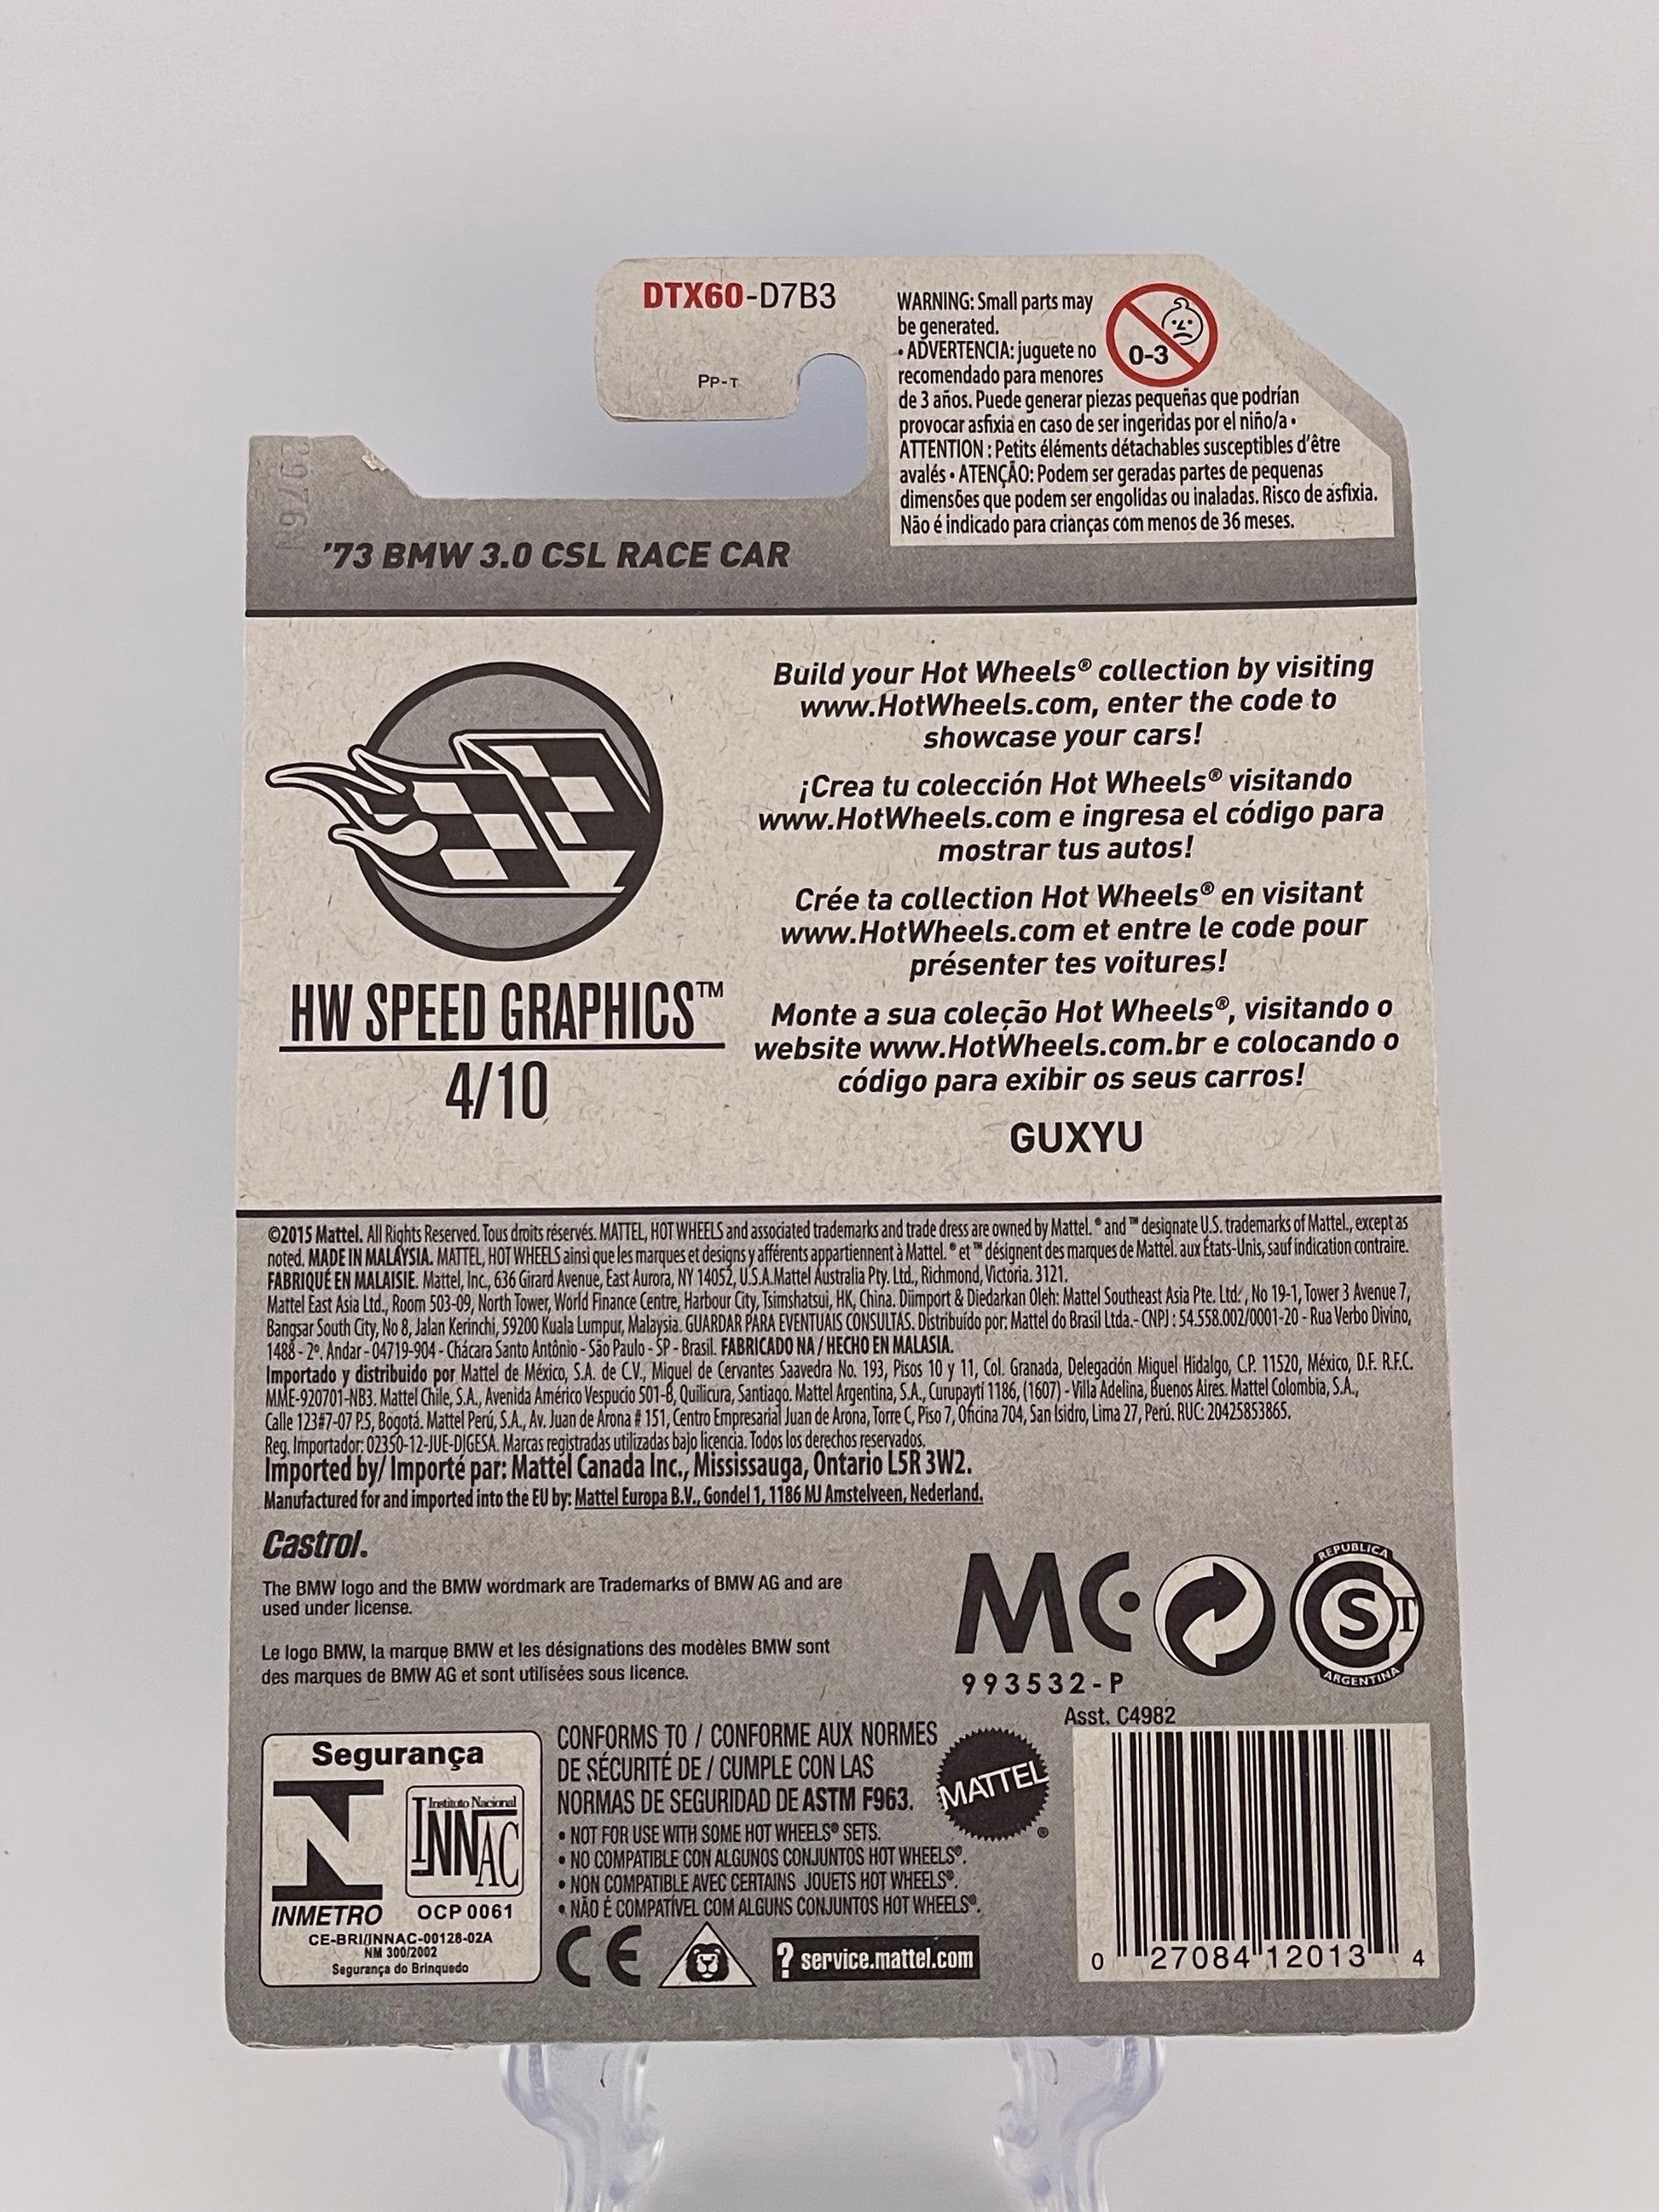 DTX60-D7B3
PP-T
WARNING: Small parts may
be generated.
• ADVERTENCIA: juguete no
recomendado para menores
de 3 años. Puede generar piezas pequeñas que podrían
provocar asfixia en caso de ser ingeridas por el niño/a •
ATTENTION : Petits éléments détachables susceptibles d'être
avalés • ATENÇÃO: Podem ser geradas partes de pequenas
dimensões que podem ser engolidas ou inaladas. Risco de asfixia.
Não é indicado para crianças com menos de 36 meses.
0-3
'73 BMW 3.0 CSL RACE CAR
HW SPEED GRAPHICS™
4/10
Build your Hot Wheels® collection by visiting
www.HotWheels.com, enter the code to
showcase your cars!
¡Crea tu colección Hot Wheels® visitando
www.HotWheels.com e ingresa el código para
mostrar tus autos!
Crée ta collection Hot Wheels® en visitant
www.HotWheels.com et entre le code pour
présenter tes voitures!
Monte a sua coleção Hot Wheels®, visitando o
website www.HotWheels.com.br e colocando o
código para exibir os seus carros!
GUXYU
©2015 Mattel. All Rights Reserved. Tous droits réservés. MATTEL, HOT WHEELS and associated trademarks and trade dress are owned by Mattel. ® and ™ designate U.S. trademarks of Mattel., except as
noted. MADE IN MALAYSIA. MATTEL, HOT WHEELS ainsi que les marques et designs y afférents appartiennent à Mattel. ® et ™ désignent des marques de Mattel. aux États-Unis, sauf indication contraire.
FABRIQUÉ EN MALAISIE. Mattel, Inc., 636 Girard Avenue, East Aurora, NY 14052, U.S.A.Mattel Australia Pty. Ltd., Richmond, Victoria. 3121.
Mattel East Asia Ltd., Room 503-09, North Tower, World Finance Centre, Harbour City, Tsimshatsui, HK, China. Diimport & Diedarkan Oleh: Mattel Southeast Asia Pte. Ltd., No 19-1, Tower 3 Avenue 7,
Bangsar South City, No 8, Jalan Kerinchi, 59200 Kuala Lumpur, Malaysia. GUARDAR PARA EVENTUAIS CONSULTAS. Distribuído por: Mattel do Brasil Ltda.- CNPJ : 54.558.002/0001-20 - Rua Verbo Divino,
1488 - 2º. Andar - 04719-904 - Chácara Santo Antônio - São Paulo - SP - Brasil. FABRICADO NA / HECHO EN MALASIA.
Importado y distribuido por Mattel de México, S.A. de C.V., Miguel de Cervantes Saavedra No. 193, Pisos 10 y 11, Col. Granada, Delegación Miguel Hidalgo, C.P. 11520, México, D.F. R.F.C.
MME-920701-NB3. Mattel Chile, S.A., Avenida Américo Vespucio 501-B, Quilicura, Santiago. Mattel Argentina, S.A., Curupaytí 1186, (1607) - Villa Adelina, Buenos Aires. Mattel Colombia, S.A.,
Calle 123#7-07 P.5, Bogotá. Mattel Perú, S.A., Av. Juan de Arona # 151, Centro Empresarial Juan de Arona, Torre C, Piso 7, Oficina 704, San Isidro, Lima 27, Perú. RUC: 20425853865.
Reg. Importador: 02350-12-JUE-DIGESA. Marcas registradas utilizadas bajo licencia. Todos los derechos reservados.
Imported by/ Importé par: Mattel Canada Inc., Mississauga, Ontario L5R 3W2.
Manufactured for and imported into the EU by: Mattel Europa B.V., Gondel 1, 1186 MJ Amstelveen, Nederland.
Castrol.
The BMW logo and the BMW wordmark are Trademarks of BMW AG and are
used under license.
Le logo BMW, la marque BMW et les désignations des modèles BMW sont
des marques de BMW AG et sont utilisées sous licence.
MC
993532-P
REPUBLICA
S T
ARGENTINA
Segurança
Instituto Nacional
INNAC
INMETRO OCP 0061
CE-BRI/INNAC-00128-02A
NM 300/2002
Segurança do Brinquedo
CONFORMS TO / CONFORME AUX NORMES
DE SÉCURITÉ DE / CUMPLE CON LAS
NORMAS DE SEGURIDAD DE ASTM F963.
• NOT FOR USE WITH SOME HOT WHEELS® SETS.
• NO COMPATIBLE CON ALGUNOS CONJUNTOS HOT WHEELS®.
• NON COMPATIBLE AVEC CERTAINS JOUETS HOT WHEELS®.
• NÃO É COMPATÍVEL COM ALGUNS CONJUNTOS HOT WHEELS®.
CE
? service.mattel.com
MATTEL®
Asst. C4982
0 27084 12013 4